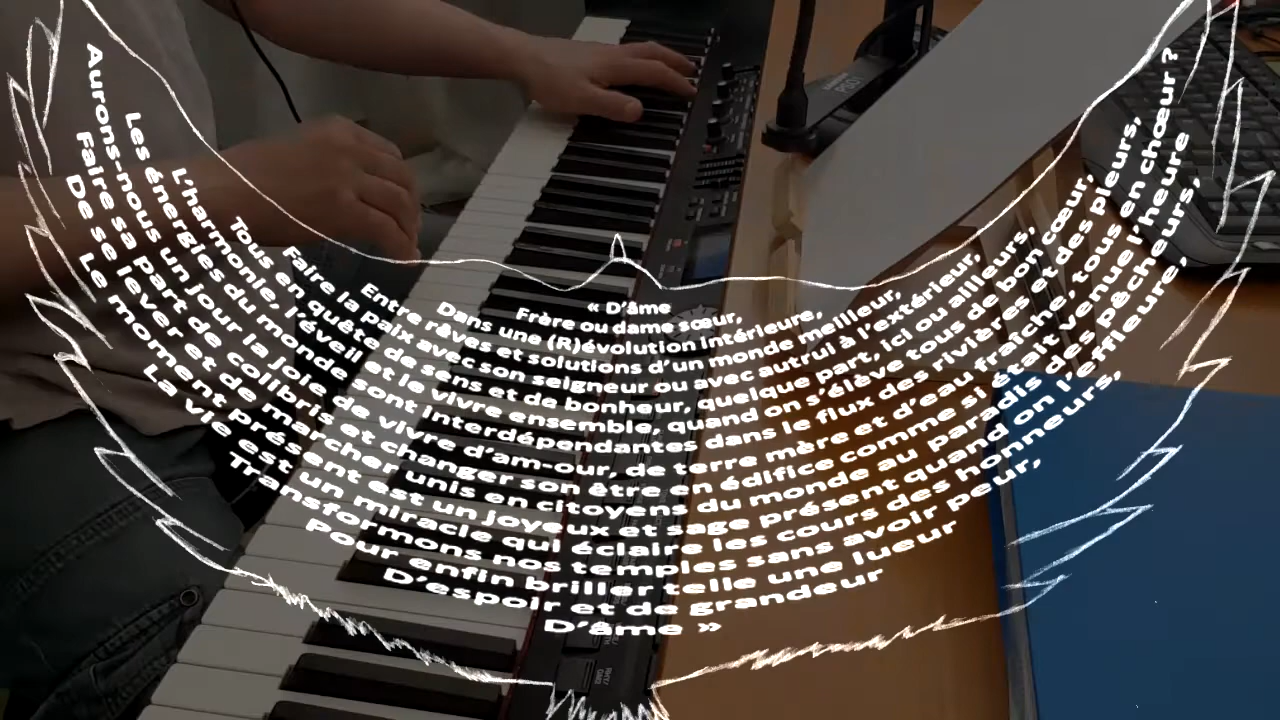 « D'âme
Frère ou dame sœur,
Dans une (R)évolution intérieure,
Entre rêves et solutions d'un monde meilleur,
Faire la paix avec son seigneur ou avec autrui à l'extérieur,
Tous en quête de sens et de bonheur, quelque part, ici ou ailleurs,
L'harmonie, l'éveil et le vivre ensemble, quand on s'élève tous de bon cœur,
Les énergies du monde sont interdépendantes dans le flux des rivières et des pleurs,
Aurons-nous un jour la joie de vivre d'am-our, de terre mère et d'eau fraîche, tous en chœur ?
Faire sa part de colibris et changer son être en édifice comme si était venue l'heure
De se lever et de marcher unis en citoyens du monde au paradis des pêcheurs,
Le moment présent est un joyeux et sage présent quand on l'effleure,
La vie est un miracle qui éclaire les cours des honneurs,
Transformons nos temples sans avoir peur,
Pour enfin briller telle une lueur
D'espoir et de grandeur
D'âme »